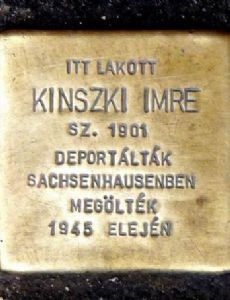 ITT LAKOTT
KINSZKI IMRE
SZ. 1901
DEPORTÁLTÁK
SACHSENHAUSENBEN
MEGÖLTÉK
1945 ELEJÉN